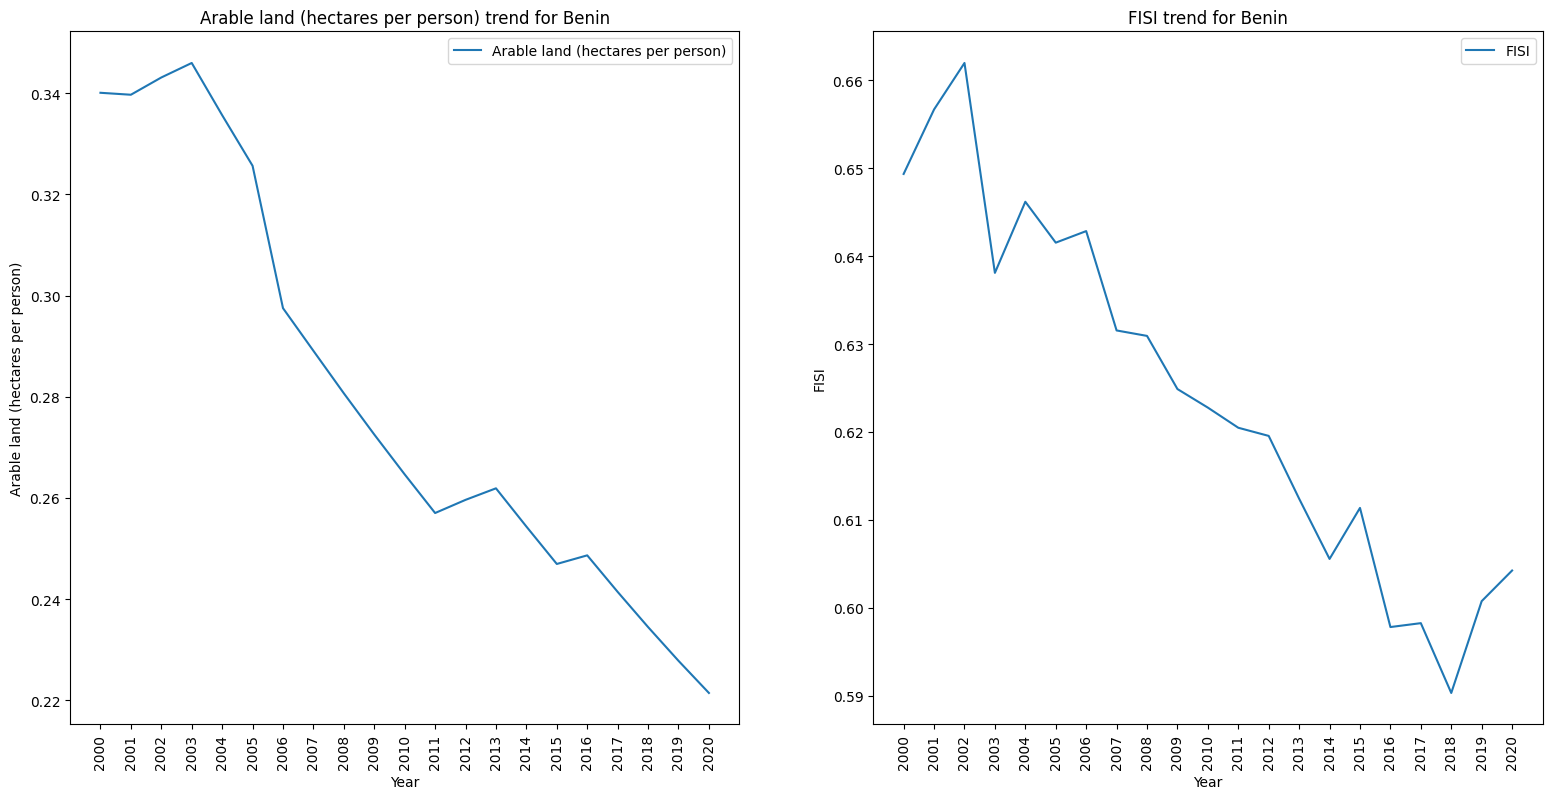 Arable land (hectares per person) trend for Benin
Arable land (hectares per person)
Arable land (hectares per person)
0.34
0.32
0.30
0.28
0.26
0.24
0.22
2000 2001 2002 2003 2004 2005 2006 2007 2008 2009 2010 2011 2012 2013 2014 2015 2016 2017 2018 2019 2020
Year
FISI trend for Benin
FISI
FISI
0.66
0.65
0.64
0.63
0.62
0.61
0.60
0.59
2000 2001 2002 2003 2004 2005 2006 2007 2008 2009 2010 2011 2012 2013 2014 2015 2016 2017 2018 2019 2020
Year